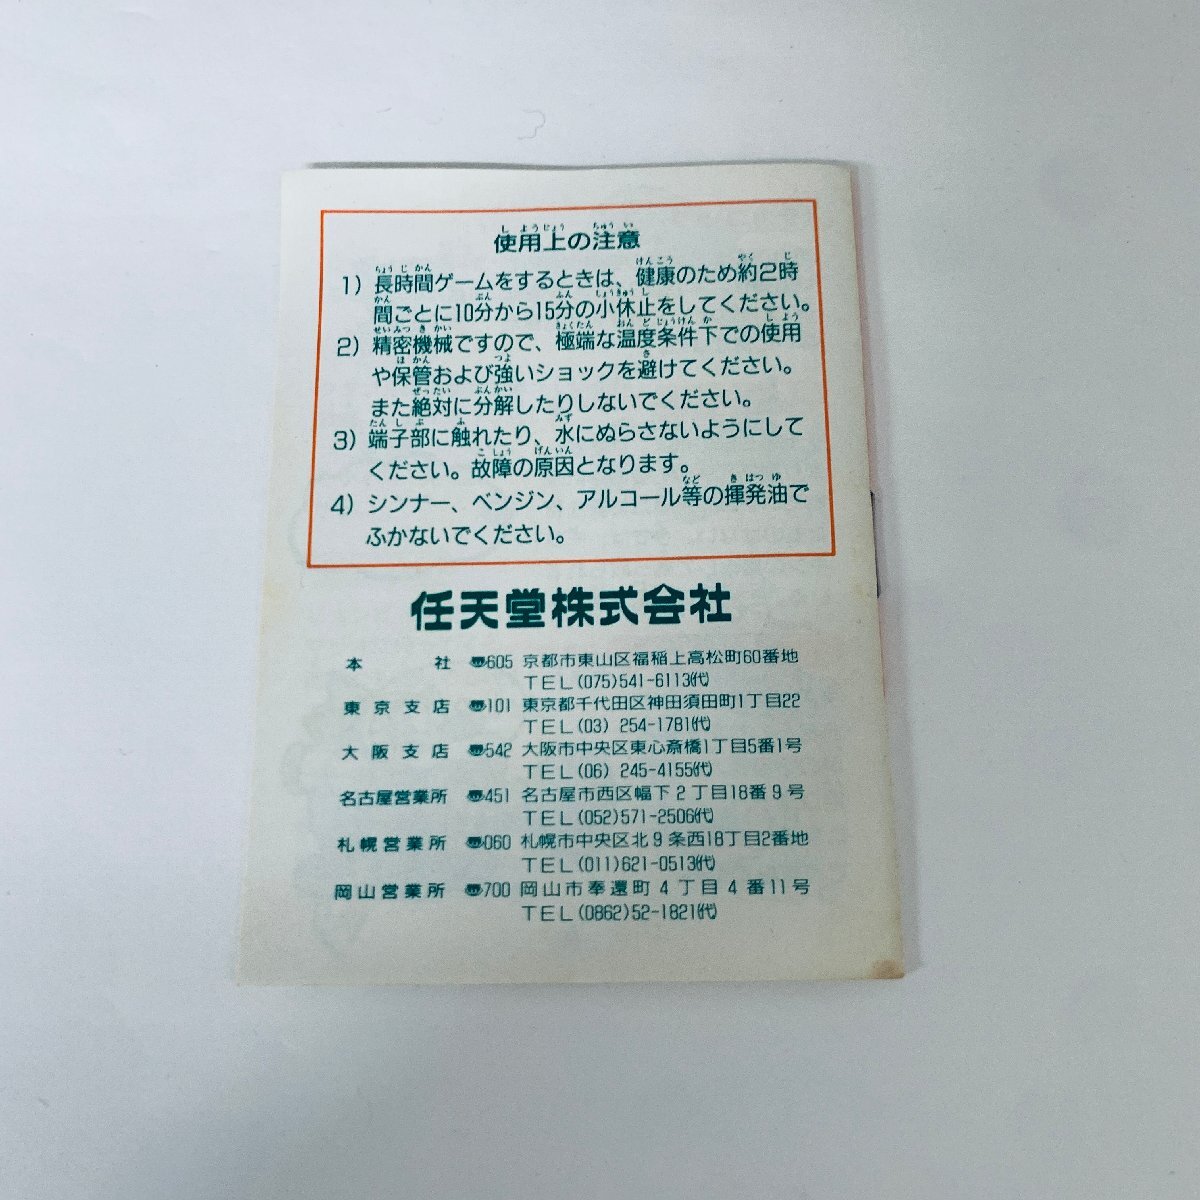 使用上の注意
1) 長時間ゲームをするときは、健康のため約2時
間ごとに10分から15分の小休止をしてください。
2) 精密機械ですので、極端な温度条件下での使用
や保管および強いショックを避けてください。
また絶対に分解したりしないでください。
3) 端子部に触れたり、水にぬらさないようにして
ください。故障の原因となります。
4) シンナー、ベンジン、アルコール等の揮発油で
ふかないでください。
任天堂株式会社
本社 〒605 京都市東山区福稲上高松町60番地
TEL(075)541-6113(代)
東京支店 〒101 東京都千代田区神田須田町1丁目22
TEL(03) 254-1781(代)
大阪支店 〒542 大阪市中央区東心斎橋1丁目5番1号
TEL(06) 245-4155(代)
名古屋営業所 〒451 名古屋市西区幅下2丁目18番9号
TEL(052)571-2506(代)
札幌営業所 〒060 札幌市中央区北9条西18丁目2番地
TEL(011)621-0513(代)
岡山営業所 〒700 岡山市奉還町4丁目4番11号
TEL(0862)52-1821(代)